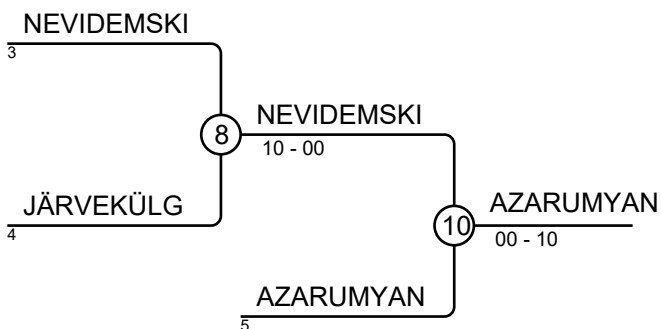 NEVIDEMSKI
3
8
NEVIDEMSKI
10 - 00
JÄRVEKÜLG
4
10
AZARUMYAN
00 - 10
AZARUMYAN
5